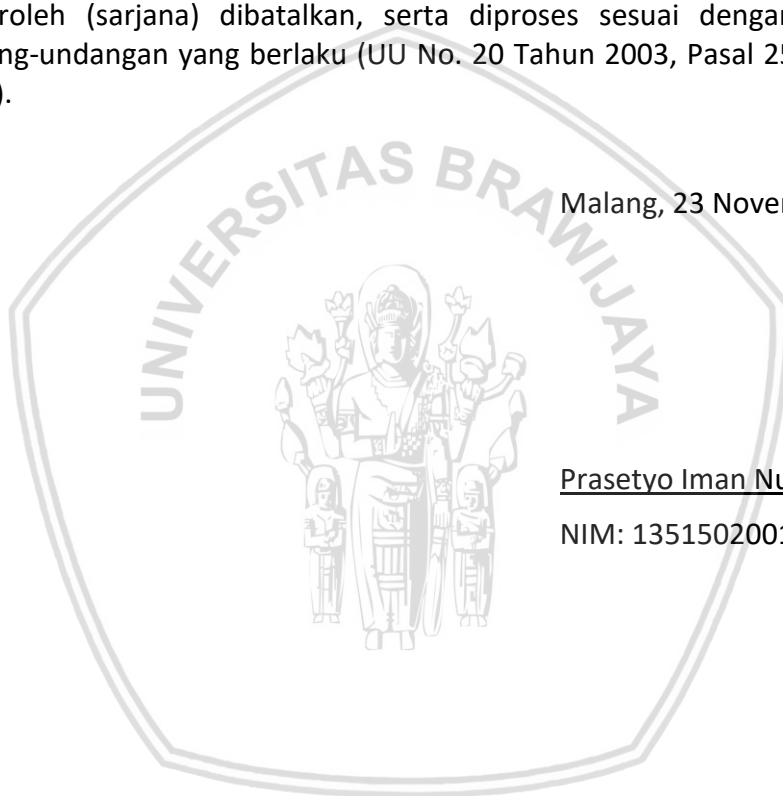 roleh (sarjana) dibatalkan, serta diproses sesuai dengan
ng-undangan yang berlaku (UU No. 20 Tahun 2003, Pasal 25
).
UNIVERSITAS BRAWIJAYA
Malang, 23 Nove
Prasetyo Iman Nu
NIM: 1351502001